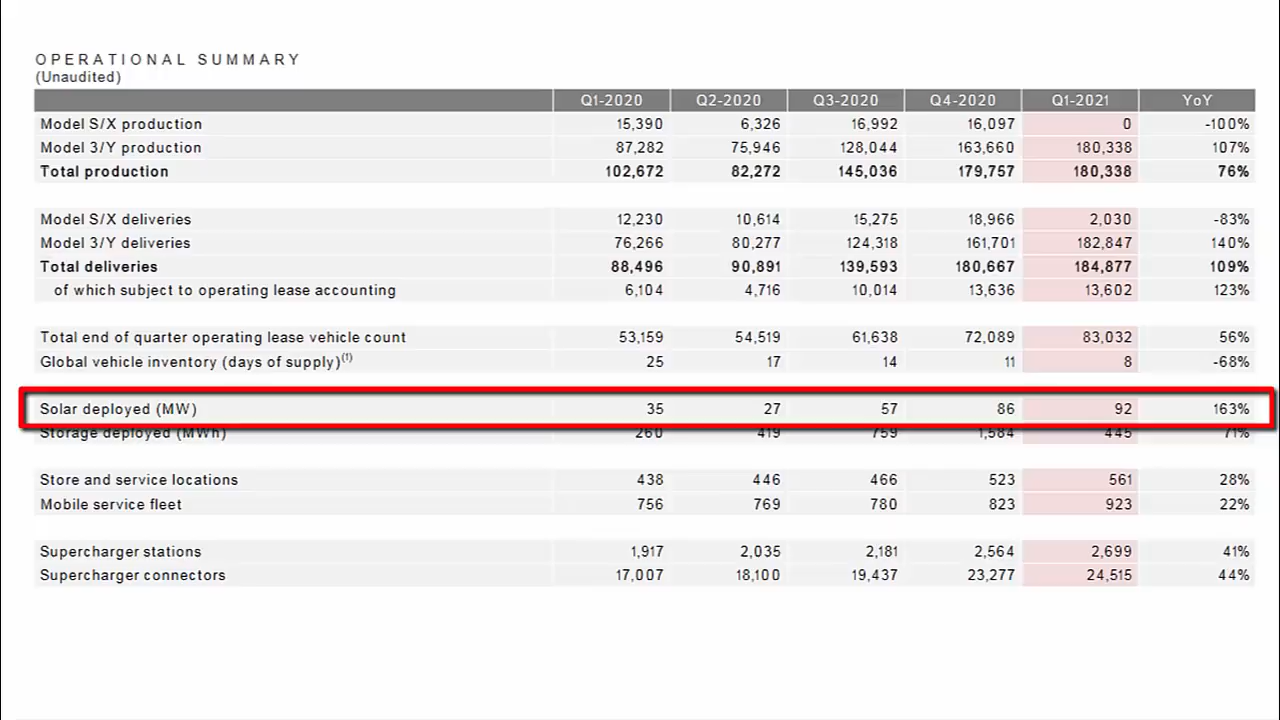 OPERATIONAL SUMMARY
(Unaudited)
Q1-2020 Q2-2020 Q3-2020 Q4-2020 Q1-2021 YoY
Model S/X production 15,390 6,326 16,992 16,097 0 -100%
Model 3/Y production 87,282 75,946 128,044 163,660 180,338 107%
Total production 102,672 82,272 145,036 179,757 180,338 76%
Model S/X deliveries 12,230 10,614 15,275 18,966 2,030 -83%
Model 3/Y deliveries 76,266 80,277 124,318 161,701 182,847 140%
Total deliveries 88,496 90,891 139,593 180,667 184,877 109%
of which subject to operating lease accounting 6,104 4,716 10,014 13,636 13,602 123%
Total end of quarter operating lease vehicle count 53,159 54,519 61,638 72,089 83,032 56%
Global vehicle inventory (days of supply)(1) 25 17 14 11 8 -68%
Solar deployed (MW) 35 27 57 86 92 163%
Storage deployed (MWh) 260 419 759 1,584 445 71%
Store and service locations 438 446 466 523 561 28%
Mobile service fleet 756 769 780 823 923 22%
Supercharger stations 1,917 2,035 2,181 2,564 2,699 41%
Supercharger connectors 17,007 18,100 19,437 23,277 24,515 44%